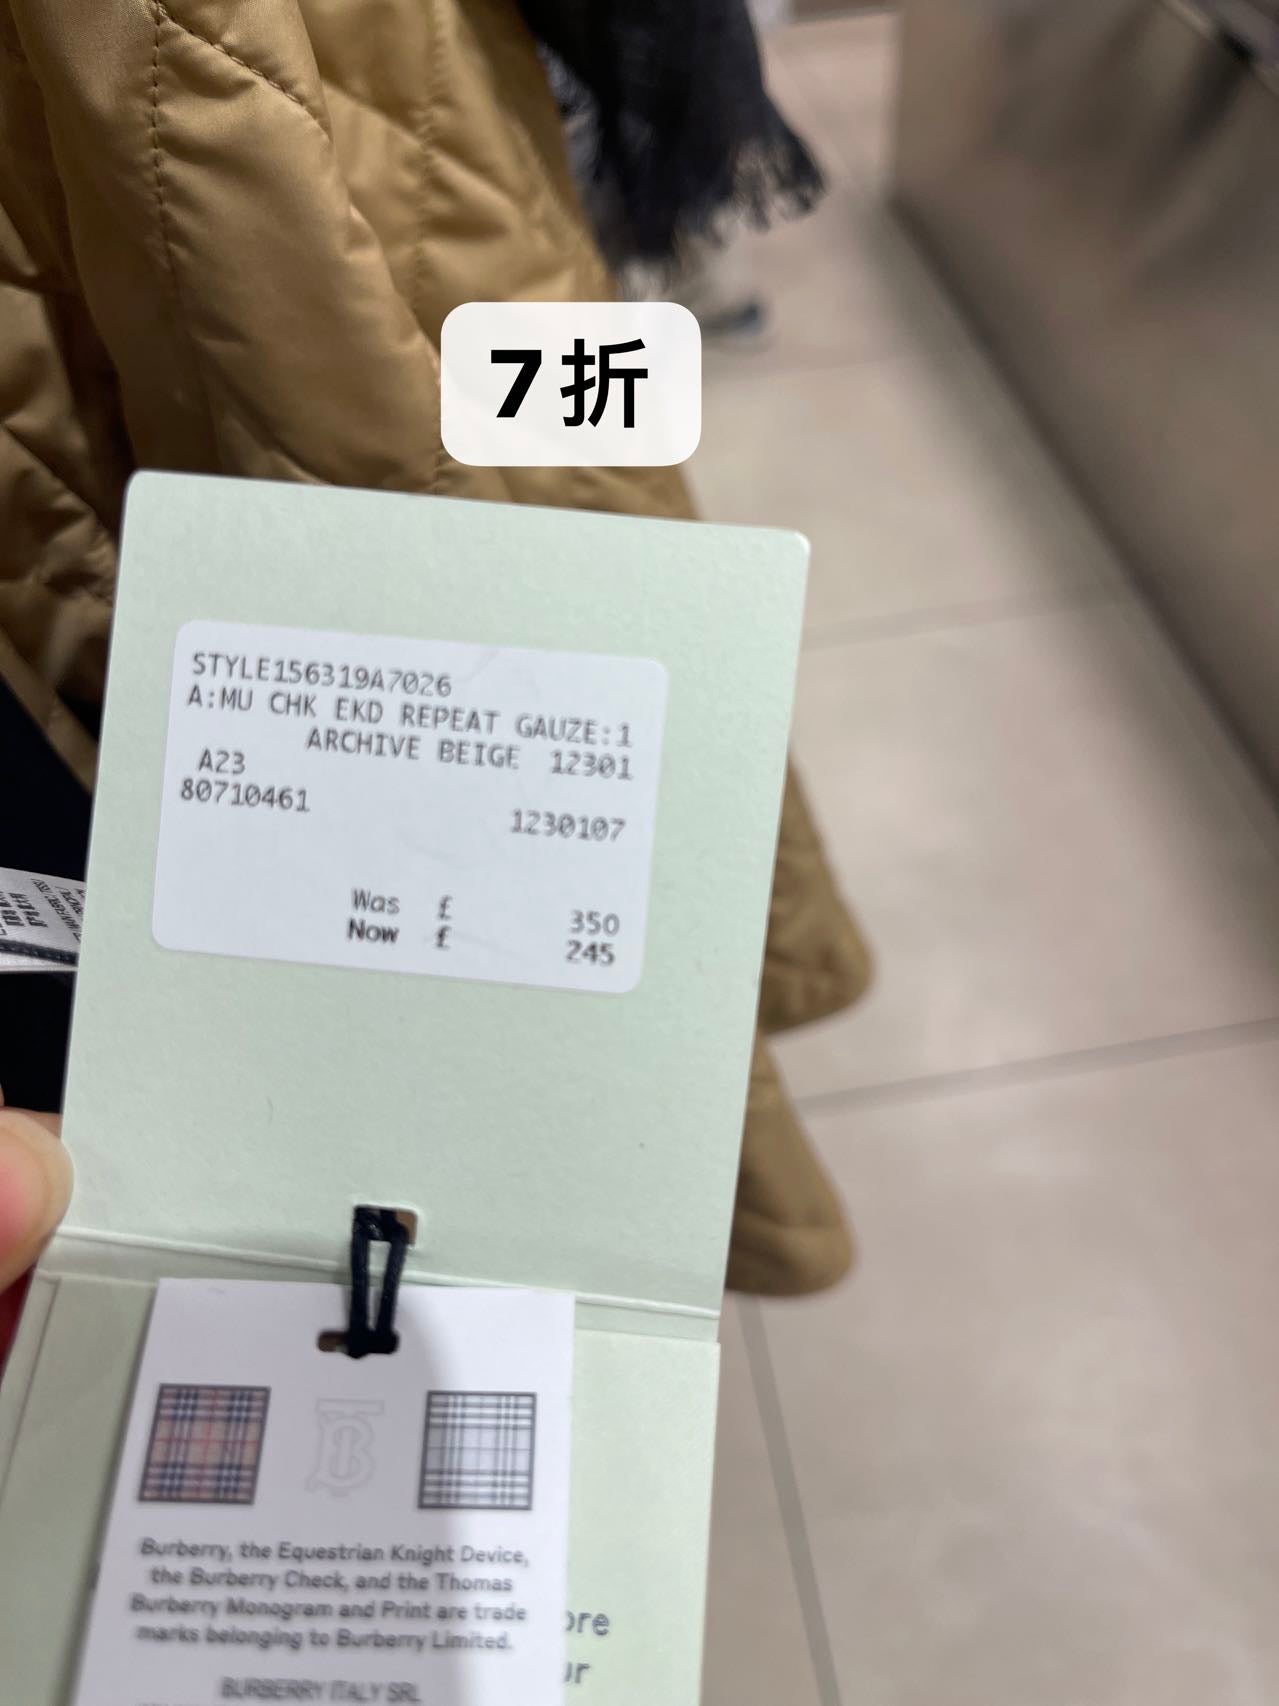 7折
STYLE156319A7026
A:MU CHK EKD REPEAT GAUZE:1
ARCHIVE BEIGE 12301
A23
80710461
1230107
Was £ 350
Now £ 245
Burberry, the Equestrian Knight Device,
the Burberry Check, and the Thomas
Burberry Monogram and Print are trade
marks belonging to Burberry Limited.
BURBERRY ITALY SRL
ore
ur